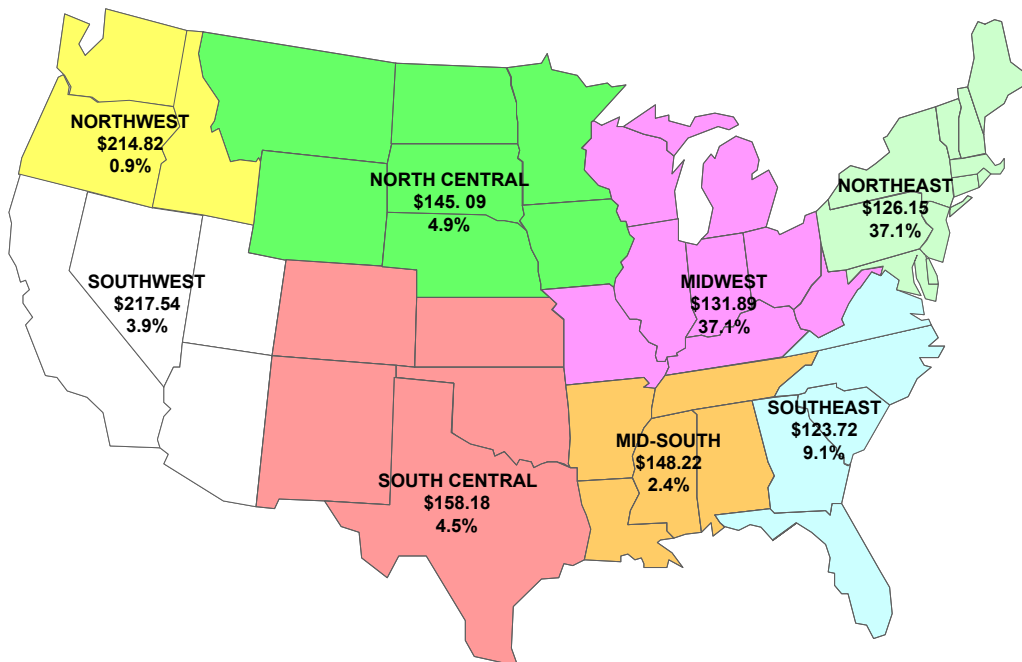 NORTHWEST
$214.82
0.9%
NORTH CENTRAL
$145. 09
4.9%
NORTHEAST
$126.15
37.1%
SOUTHWEST
$217.54
3.9%
MIDWEST
$131.89
37.1%
SOUTHEAST
$123.72
9.1%
MID-SOUTH
$148.22
2.4%
SOUTH CENTRAL
$158.18
4.5%